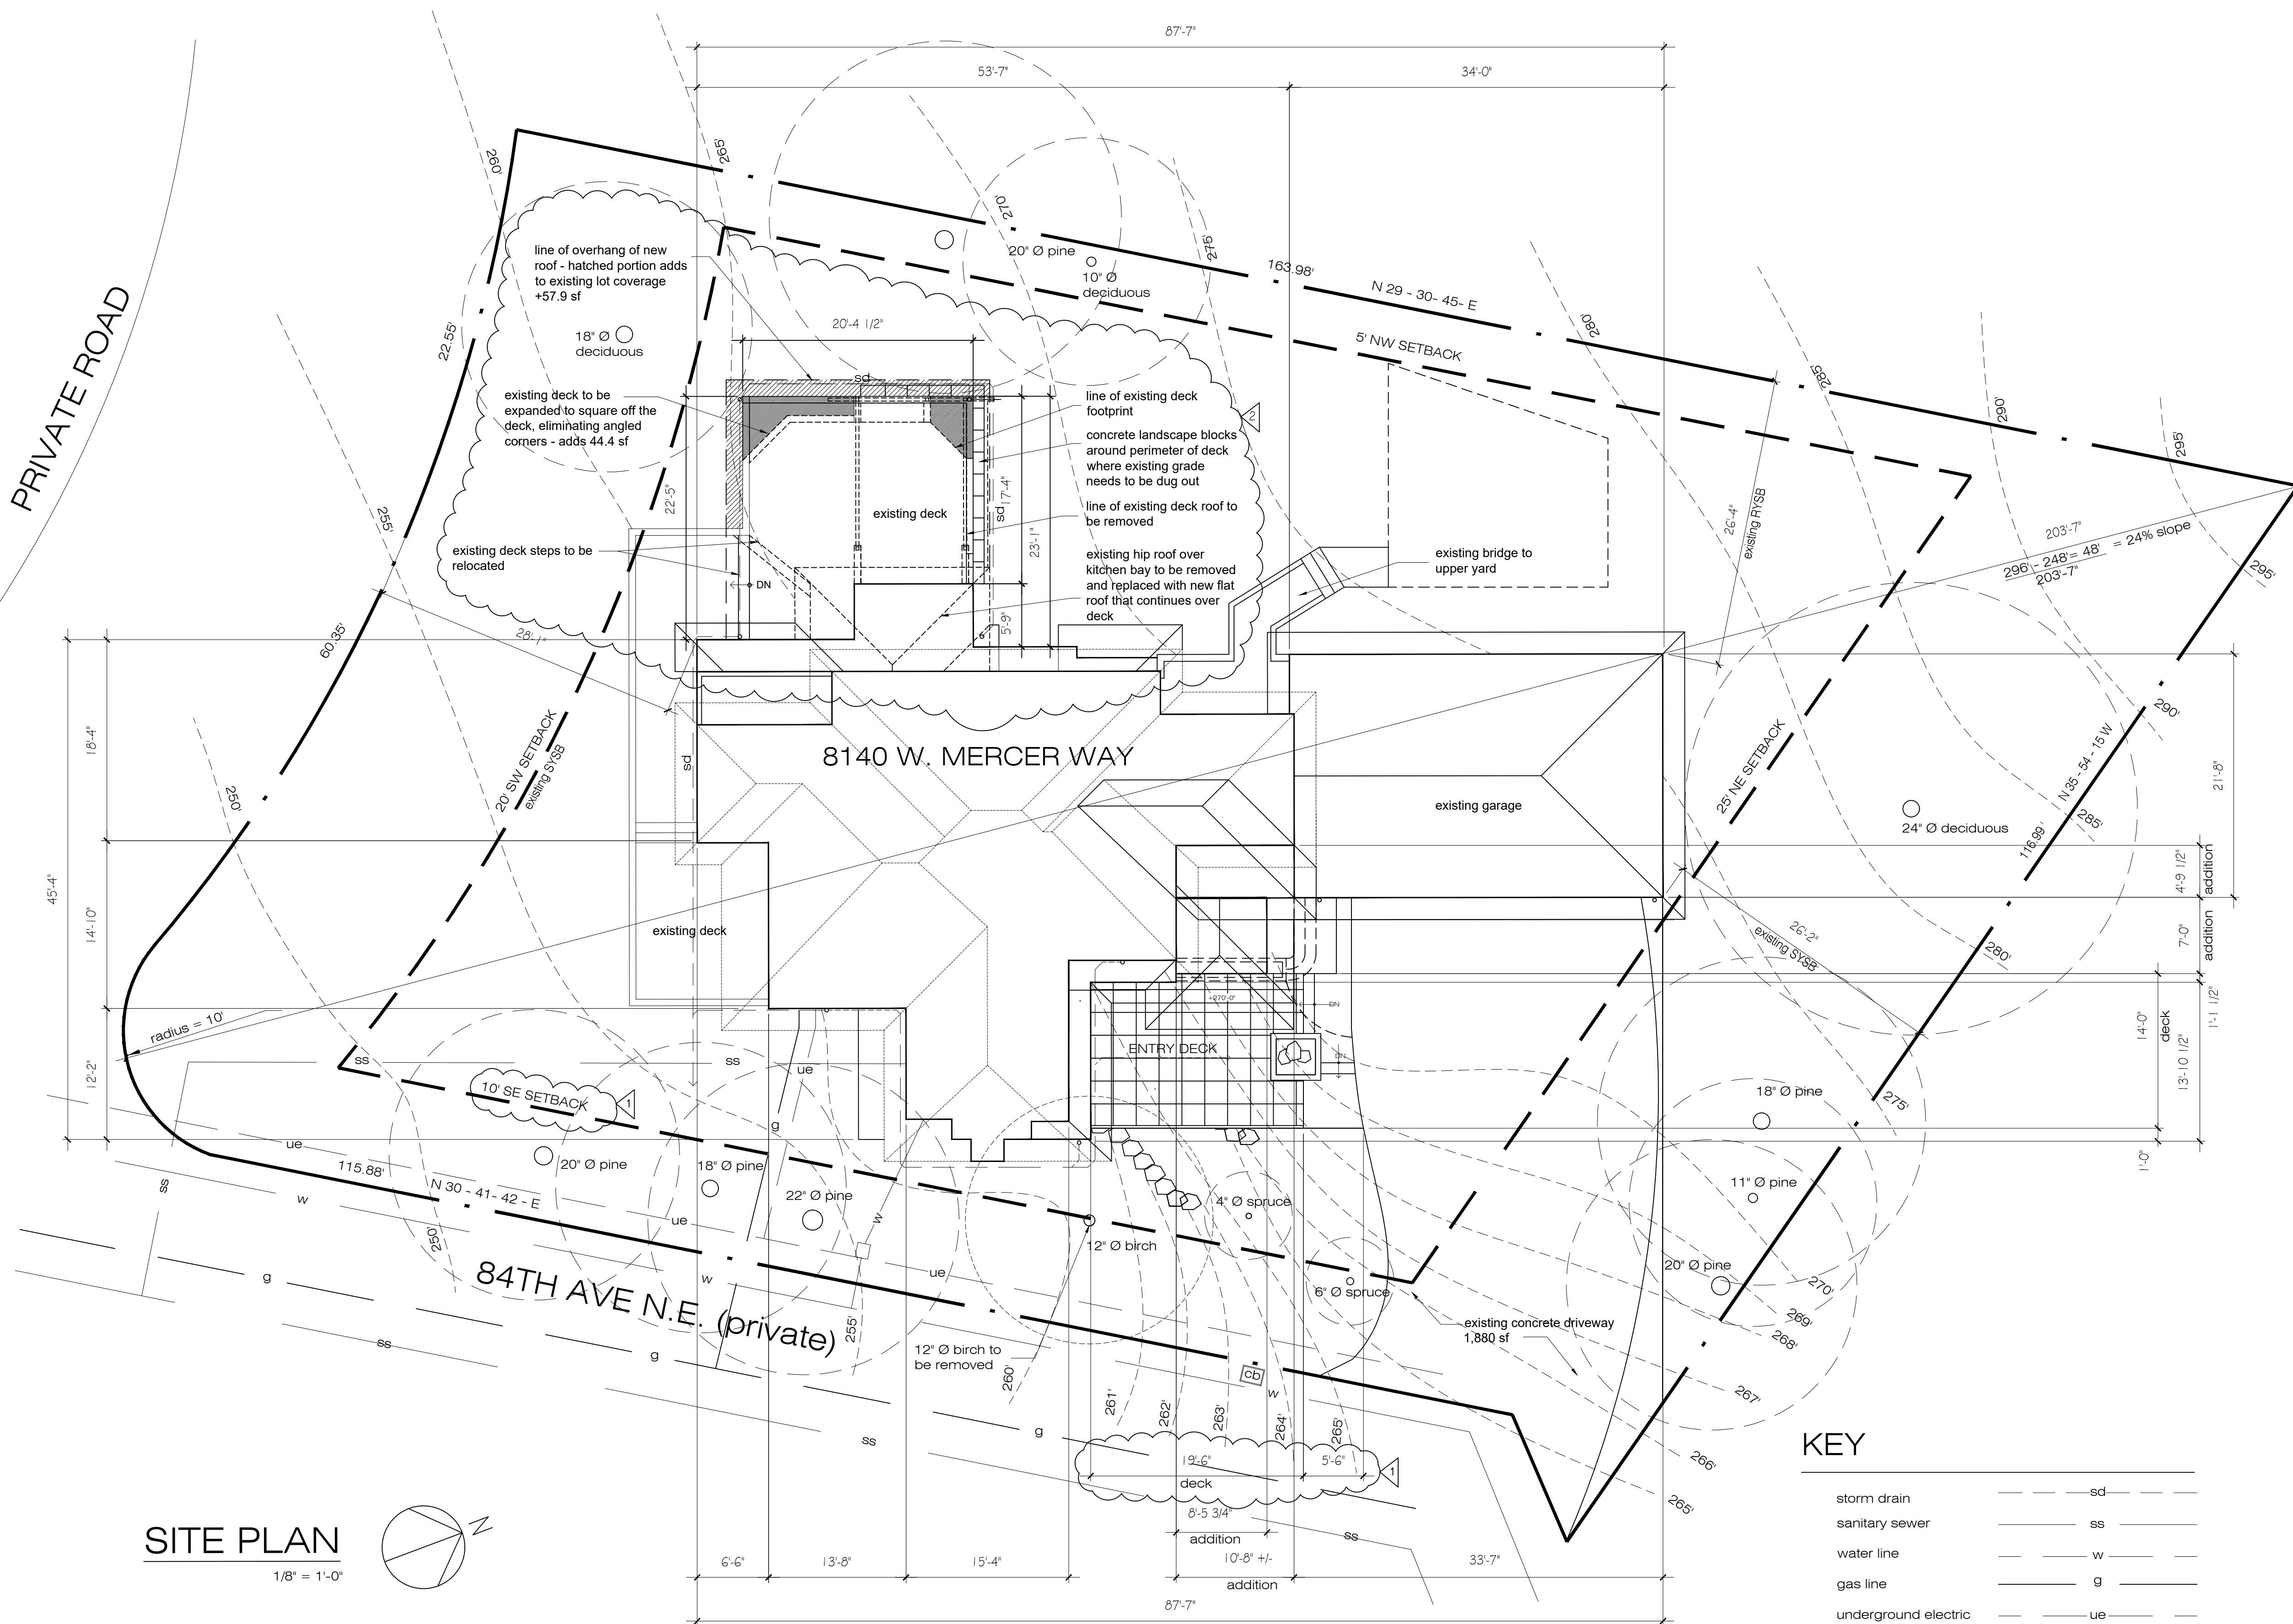 87'-7"
53'-7"
34'-0"
PRIVATE ROAD
290'
265'
270'
275'
20" Ø pine
10" Ø
deciduous
163.98'
N 29 - 30- 45- E
5' NW SETBACK
280'
285'
290'
295'
line of overhang of new
roof - hatched portion adds
to existing lot coverage
+57.9 sf
18" Ø
deciduous
22.55'
20'-4 1/2"
sd
existing deck to be
expanded to square off the
deck, eliminating angled
corners - adds 44.4 sf
line of existing deck
footprint
2
concrete landscape blocks
around perimeter of deck
where existing grade
needs to be dug out
22'-5"
existing deck
sd
17'-4"
line of existing deck roof to
be removed
23'-1"
existing deck steps to be
relocated
DN
existing hip roof over
kitchen bay to be removed
and replaced with new flat
roof that continues over
deck
5'-9"
existing bridge to
upper yard
26'-4"
existing RYSB
203'-7"
296' - 248'= 48' = 24% slope
203'-7"
295'
255'
60.35'
28'-1"
290'
N 35 - 54 - 15 W
116.99'
285'
280'
275'
18'-4"
45'-4"
14'-10"
12'-2"
250'
20' SW SETBACK
existing SYSB
sd
8140 W. MERCER WAY
existing garage
25' NE SETBACK
24" Ø deciduous
21'-8"
4'-9 1/2"
addition
7'-0"
addition
26'-2"
existing SYSB
existing deck
+270'-0"
DN
ENTRY DECK
DN
14'-0"
deck
13'-10 1/2"
1'-1 1/2"
1'-0"
radius = 10'
ss
ss
ue
10' SE SETBACK
1
g
18" Ø pine
11" Ø pine
20" Ø pine
ue
115.88'
N 30 - 41- 42 - E
20" Ø pine
18" Ø pine
22" Ø pine
4" Ø spruce
12" Ø birch
6" Ø spruce
ss
w
ue
w
250'
g
w
ue
84TH AVE N.E. (private)
255'
ss
g
12" Ø birch to
be removed
260'
cb
w
existing concrete driveway
1,880 sf
270'
269'
268'
267'
266'
265'
261'
262'
263'
264'
265'
ss
g
19'-6"
5'-6"
deck
1
8'-5 3/4"
addition
ss
6'-6"
13'-8"
15'-4"
10'-8" +/-
addition
33'-7"
87'-7"
SITE PLAN
1/8" = 1'-0"
N
KEY
storm drain sd
sanitary sewer ss
water line w
gas line g
underground electric ue